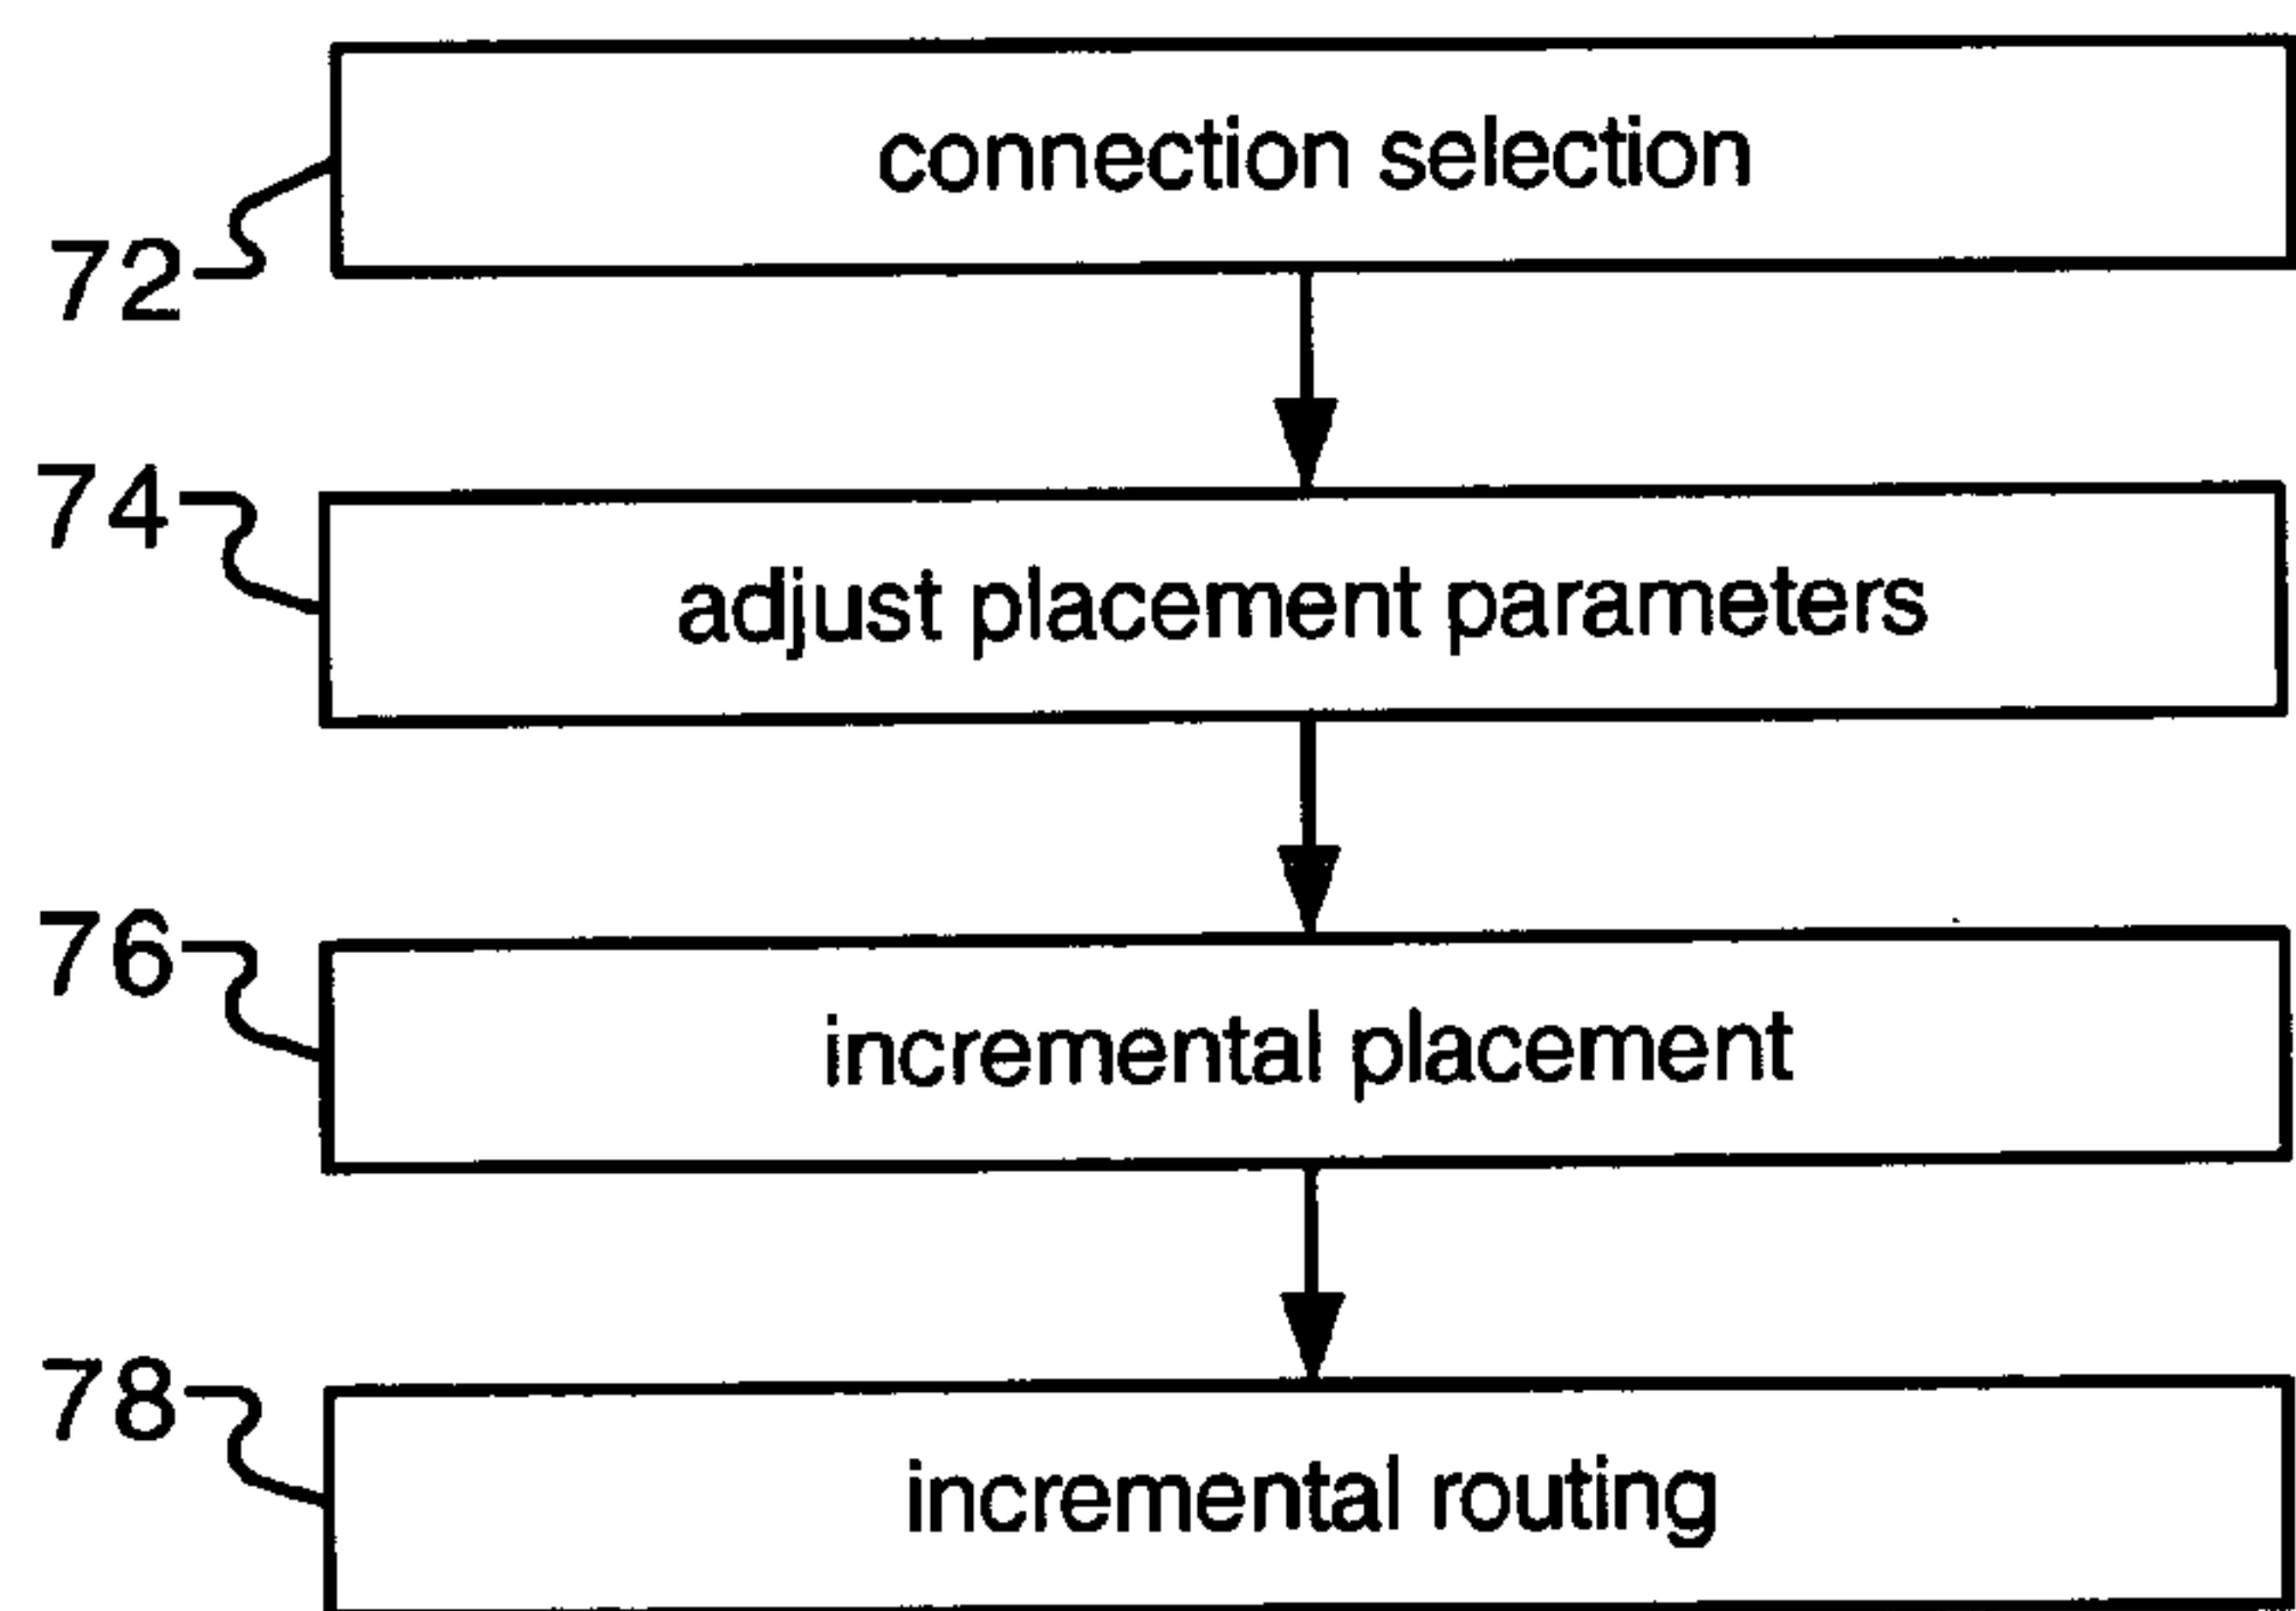 connection selection
72
74
adjust placement parameters
76
incremental placement
78
incremental routing